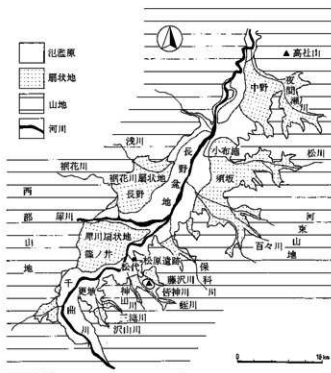 氾濫原
扇状地
山地
河川
高社山
中野
夜間瀬川
浅川
長野盆地
小布施
松川
裾花川
裾花川扇状地
長野
須坂
西部山地
犀川
河東山地
犀川扇状地
百々川
篠ノ井
松代
松原遺跡
保科川
藤沢川
千曲川
更埴
神田川
皆神山
蛭川
三滝川
沢山川
10km